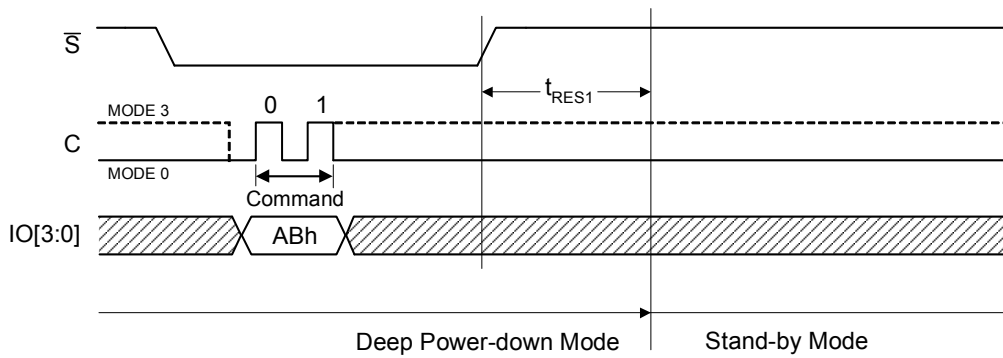 S̅
tRES1
MODE 3
0 1
C
MODE 0
Command
IO[3:0]
ABh
Deep Power-down Mode
Stand-by Mode